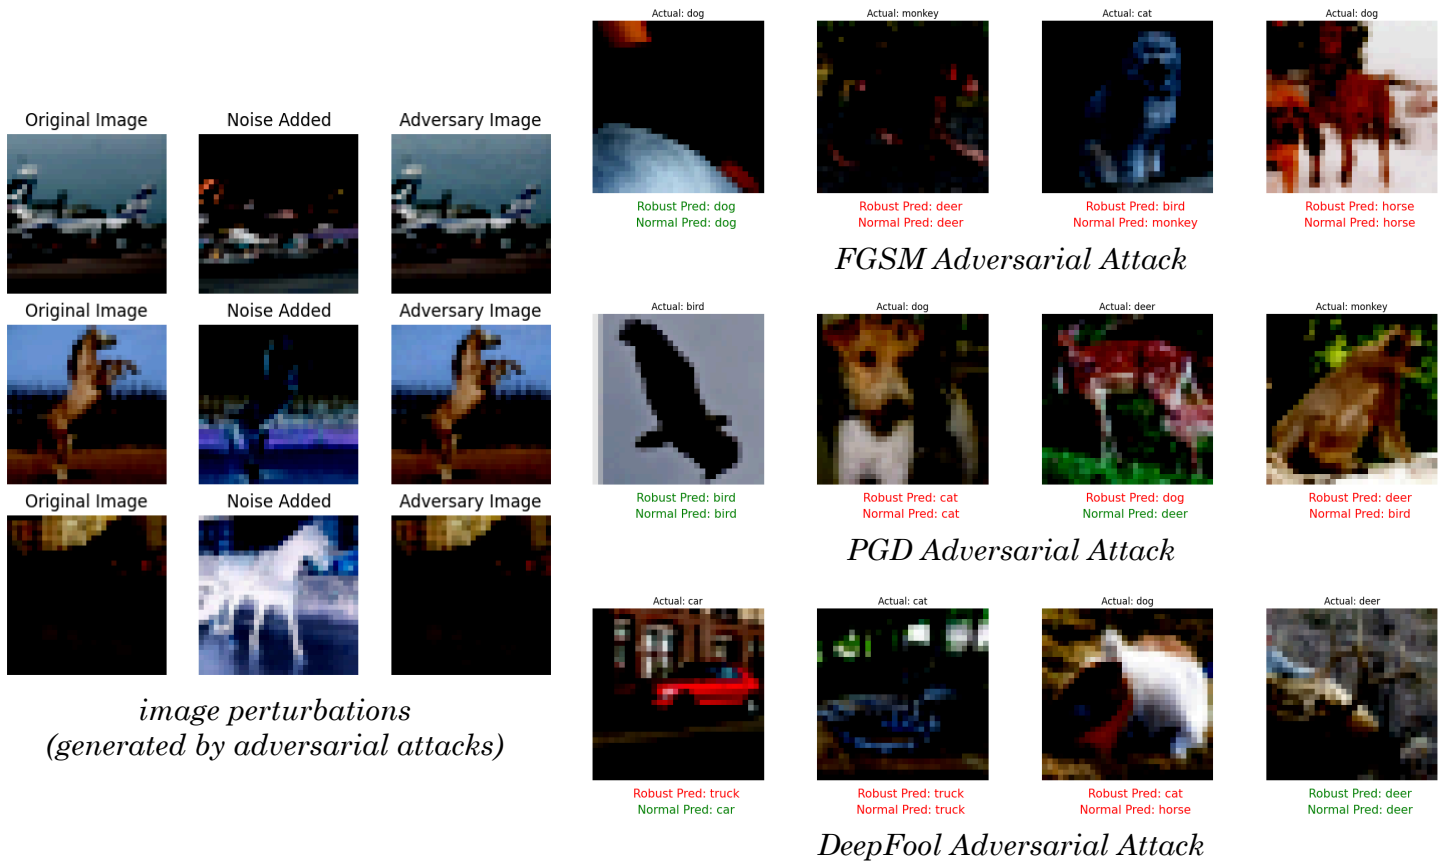 Original Image Noise Added Adversary Image
Original Image Noise Added Adversary Image
Original Image Noise Added Adversary Image
image perturbations
(generated by adversarial attacks)
Actual: dog Actual: monkey Actual: cat Actual: dog
Robust Pred: dog Robust Pred: deer Robust Pred: bird Robust Pred: horse
Normal Pred: dog Normal Pred: deer Normal Pred: monkey Normal Pred: horse
FGSM Adversarial Attack
Actual: bird Actual: dog Actual: deer Actual: monkey
Robust Pred: bird Robust Pred: cat Robust Pred: dog Robust Pred: deer
Normal Pred: bird Normal Pred: cat Normal Pred: deer Normal Pred: bird
PGD Adversarial Attack
Actual: car Actual: cat Actual: dog Actual: deer
Robust Pred: truck Robust Pred: truck Robust Pred: cat Robust Pred: deer
Normal Pred: car Normal Pred: truck Normal Pred: horse Normal Pred: deer
DeepFool Adversarial Attack